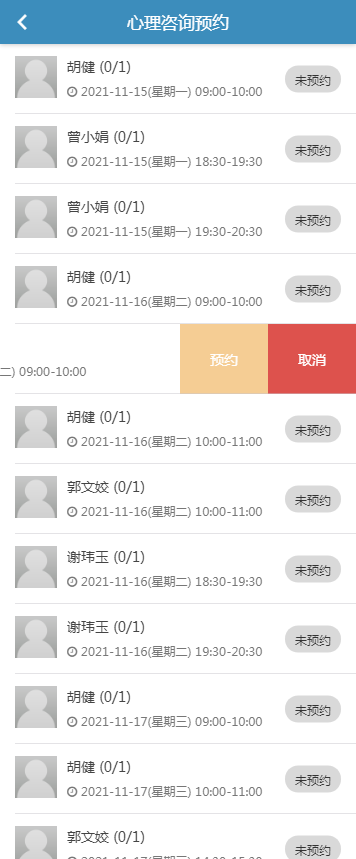 心理咨询预约
胡健 (0/1)
2021-11-15(星期一) 09:00-10:00
未预约
曾小娟 (0/1)
2021-11-15(星期一) 18:30-19:30
未预约
曾小娟 (0/1)
2021-11-15(星期一) 19:30-20:30
未预约
胡健 (0/1)
2021-11-16(星期二) 09:00-10:00
未预约
二) 09:00-10:00
预约
取消
胡健 (0/1)
2021-11-16(星期二) 10:00-11:00
未预约
郭文姣 (0/1)
2021-11-16(星期二) 10:00-11:00
未预约
谢玮玉 (0/1)
2021-11-16(星期二) 18:30-19:30
未预约
谢玮玉 (0/1)
2021-11-16(星期二) 19:30-20:30
未预约
胡健 (0/1)
2021-11-17(星期三) 09:00-10:00
未预约
胡健 (0/1)
2021-11-17(星期三) 10:00-11:00
未预约
郭文姣 (0/1)
未预约